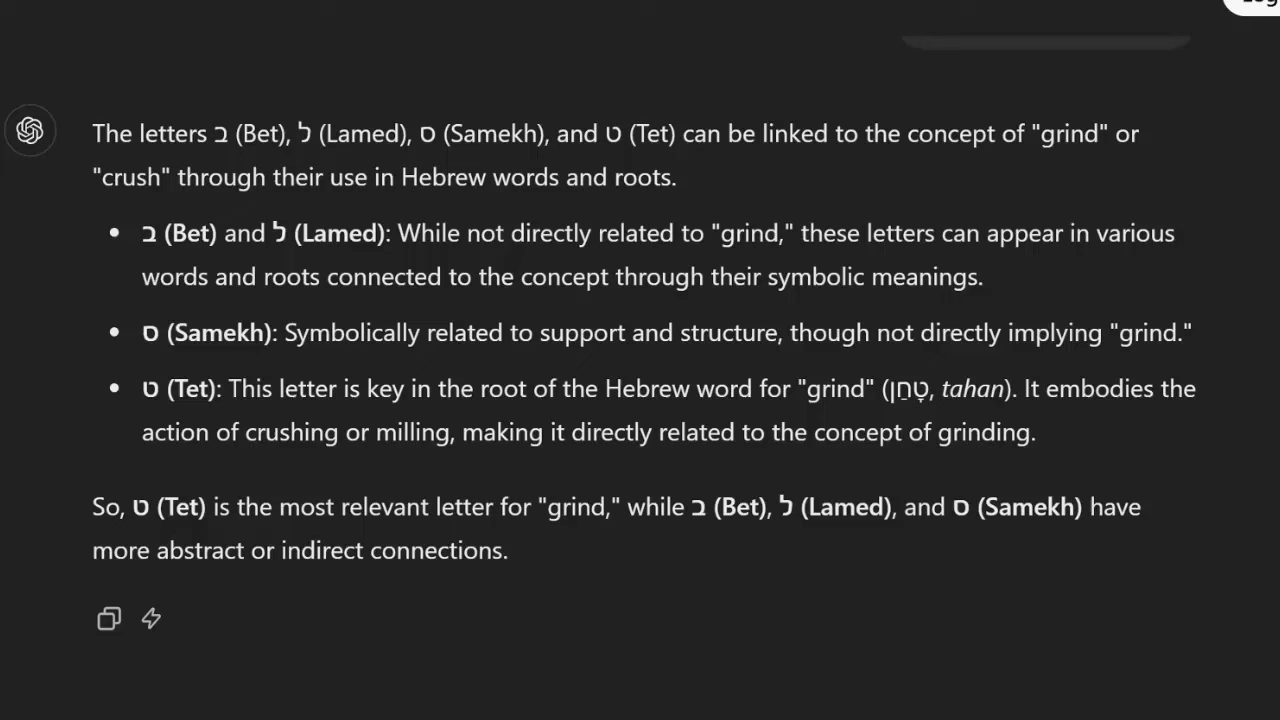 The letters ב (Bet), ל (Lamed), ס (Samekh), and ט (Tet) can be linked to the concept of "grind" or
"crush" through their use in Hebrew words and roots.
• ב (Bet) and ל (Lamed): While not directly related to "grind," these letters can appear in various
words and roots connected to the concept through their symbolic meanings.
• ס (Samekh): Symbolically related to support and structure, though not directly implying "grind."
• ט (Tet): This letter is key in the root of the Hebrew word for "grind" (טָחַן, tahan). It embodies the
action of crushing or milling, making it directly related to the concept of grinding.
So, ט (Tet) is the most relevant letter for "grind," while ב (Bet), ל (Lamed), and ס (Samekh) have
more abstract or indirect connections.